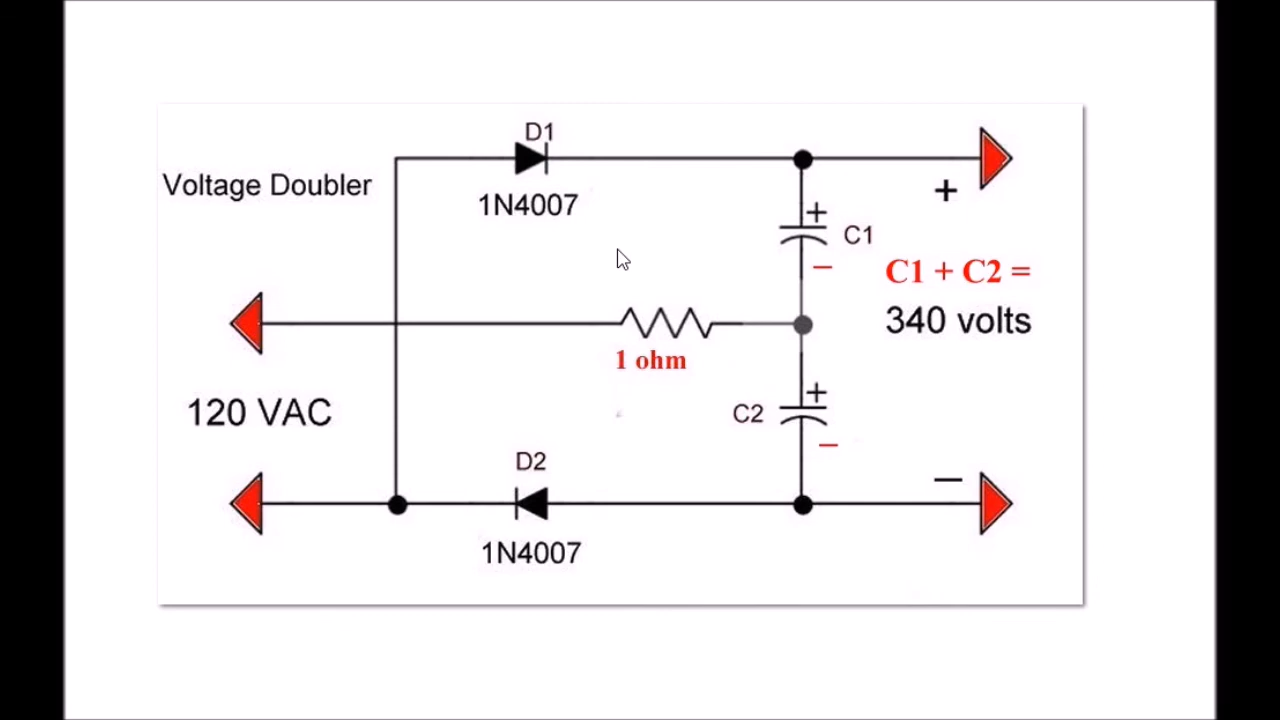 D1
Voltage Doubler
1N4007
+
+
C1
–
C1 + C2 =
340 volts
1 ohm
120 VAC
+
C2
–
D2
–
1N4007